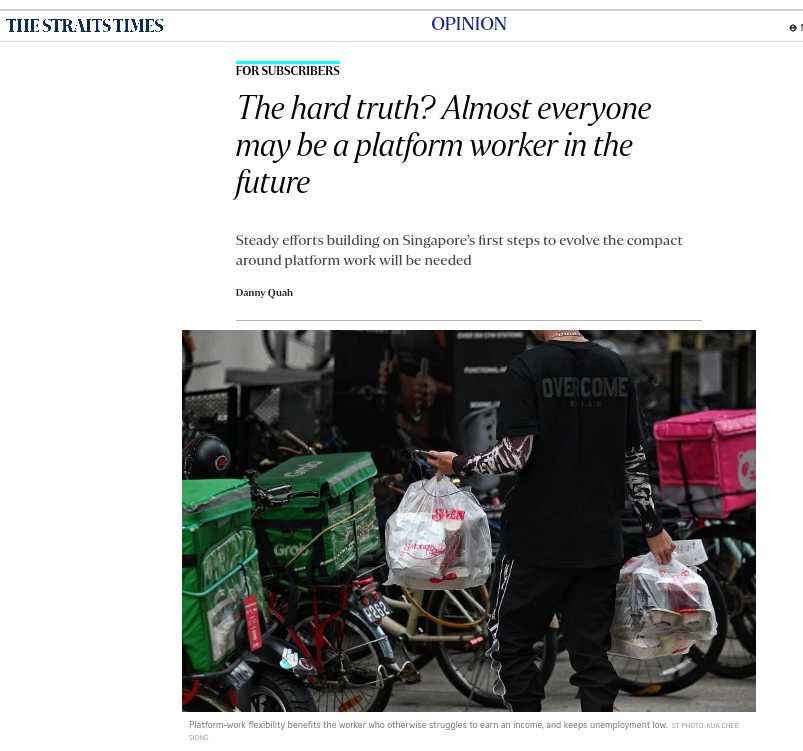 THE STRAITS TIMES
OPINION
FOR SUBSCRIBERS
The hard truth? Almost everyone
may be a platform worker in the
future
Steady efforts building on Singapore's first steps to evolve the compact
around platform work will be needed
Danny Quah
OVERCOME
Grab
Grab
Platform-work flexibility benefits the worker who otherwise struggles to earn an income, and keeps unemployment low. ST PHOTO: KUA CHEE
SIONG